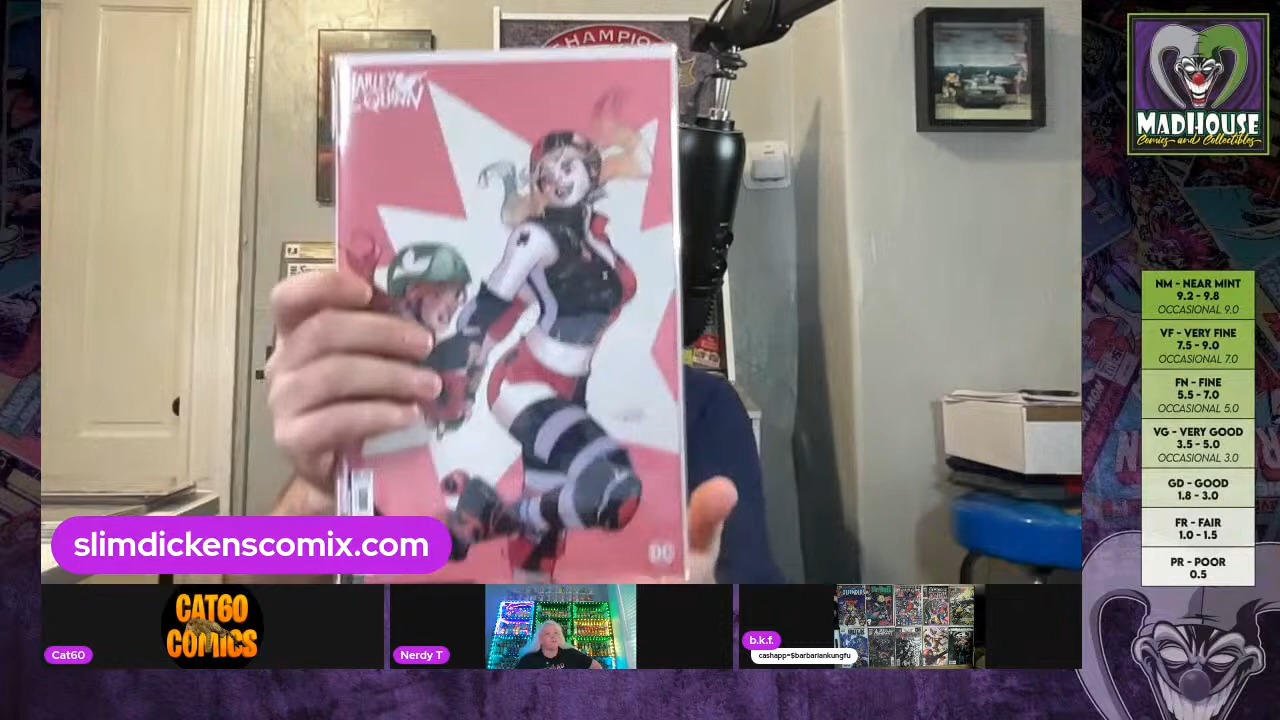 HAMPIO
HARLEY
QUINN
DC
slimdickenscomix.com
CAT60
COMICS
Cat60
Nerdy T
b.k.f.
cashapp=$barbariankungfu
MADHOUSE
Comics and Collectibles
NM - NEAR MINT
9.2 - 9.8
OCCASIONAL 9.0
VF - VERY FINE
7.5 - 9.0
OCCASIONAL 7.0
FN - FINE
5.5 - 7.0
OCCASIONAL 5.0
VG - VERY GOOD
3.5 - 5.0
OCCASIONAL 3.0
GD - GOOD
1.8 - 3.0
FR - FAIR
1.0 - 1.5
PR - POOR
0.5